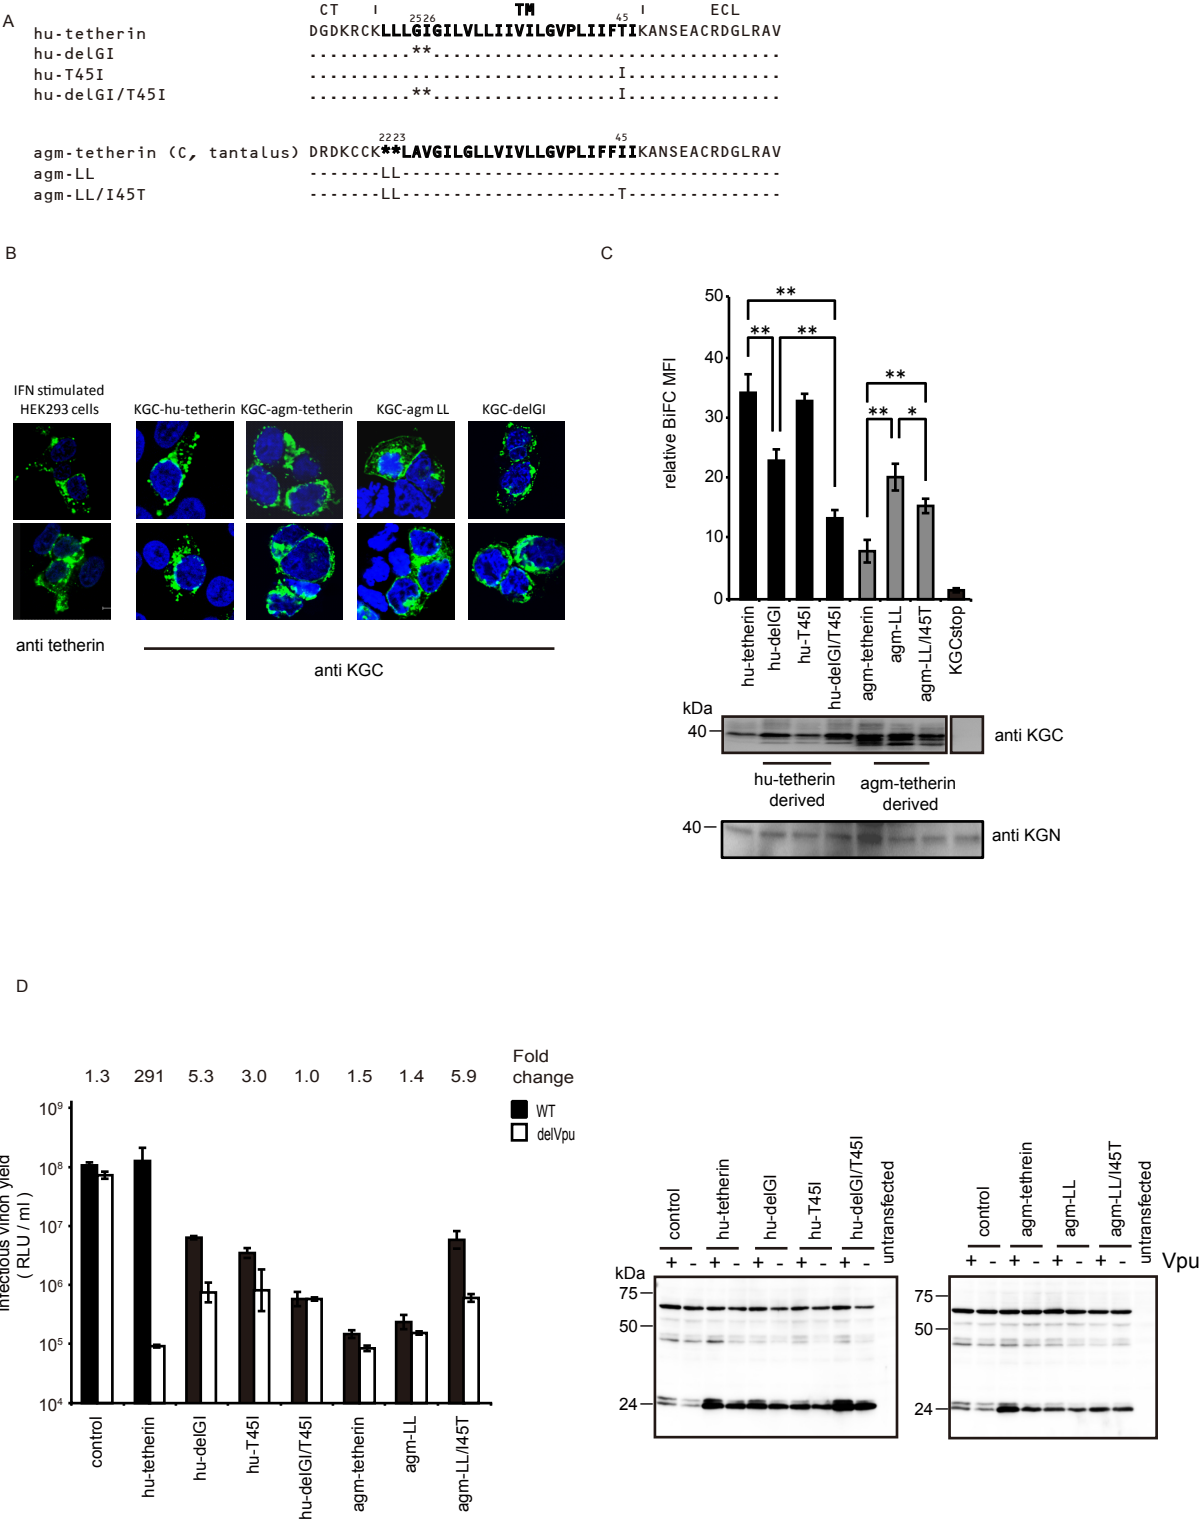 A
CT I TM I ECL
2526 45
hu-tetherin DGDKRCKLLLGIGILVLLIIVILGVPLIIFTIKANSEACRDGLRAV
hu-delGI ..........**..................................
hu-T45I ..............................I...............
hu-delGI/T45I ..........**..................I...............
2223 45
agm-tetherin (C, tantalus) DRDKCCK**LAVGILGLLVIVLLGVPLIFFIIKANSEACRDGLRAV
agm-LL -------LL-------------------------------------
agm-LL/I45T -------LL---------------------T---------------
B
IFN stimulated
HEK293 cells
KGC-hu-tetherin KGC-agm-tetherin KGC-agm LL KGC-delGI
anti tetherin
anti KGC
C
relative BiFC MFI
50
40
30
20
10
0
** ** ** ** ** *
hu-tetherin
hu-delGI
hu-T45I
hu-delGI/T45I
agm-tetherin
agm-LL
agm-LL/I45T
KGCstop
kDa
40
anti KGC
hu-tetherin
derived
agm-tetherin
derived
40
anti KGN
D
Fold
change
1.3 291 5.3 3.0 1.0 1.5 1.4 5.9
WT
delVpu
Infectious virion yield
( RLU / ml )
10⁹
10⁸
10⁷
10⁶
10⁵
10⁴
control
hu-tetherin
hu-delGI
hu-T45I
hu-delGI/T45I
agm-tetherin
agm-LL
agm-LL/I45T
control
hu-tetherin
hu-delGI
hu-T45I
hu-delGI/T45I
untransfected
+ - + - + - + - + -
kDa
75
50
24
control
agm-tethrein
agm-LL
agm-LL/I45T
untransfected
+ - + - + - + - Vpu
75
50
24